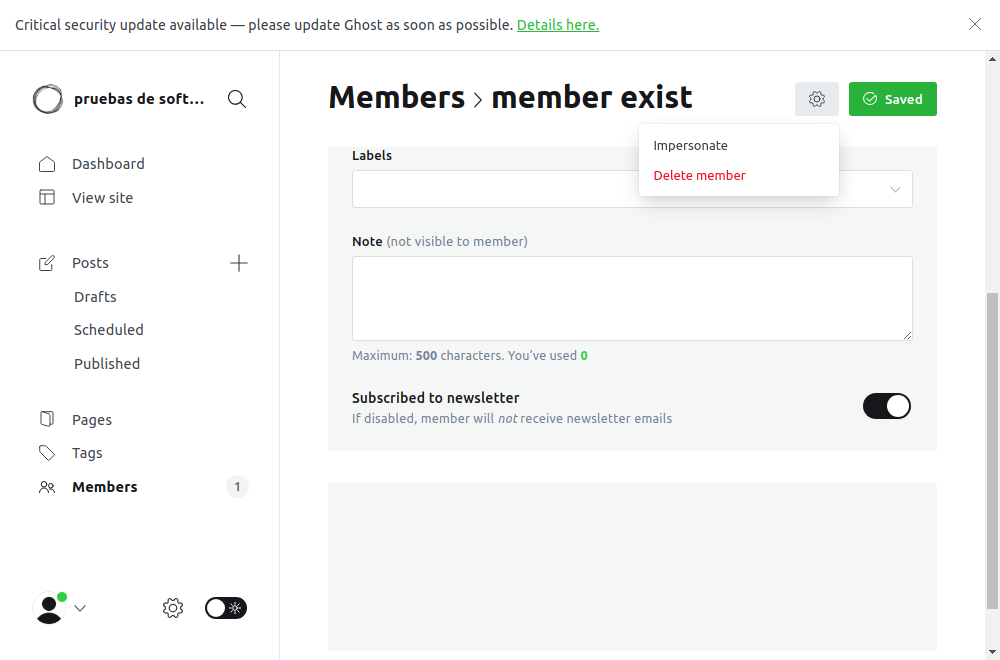 Critical security update available — please update Ghost as soon as possible. Details here.
pruebas de soft...
Dashboard
View site
Posts
Drafts
Scheduled
Published
Pages
Tags
Members 1
Members > member exist
Saved
Impersonate
Delete member
Labels
Note (not visible to member)
Maximum: 500 characters. You’ve used 0
Subscribed to newsletter
If disabled, member will not receive newsletter emails